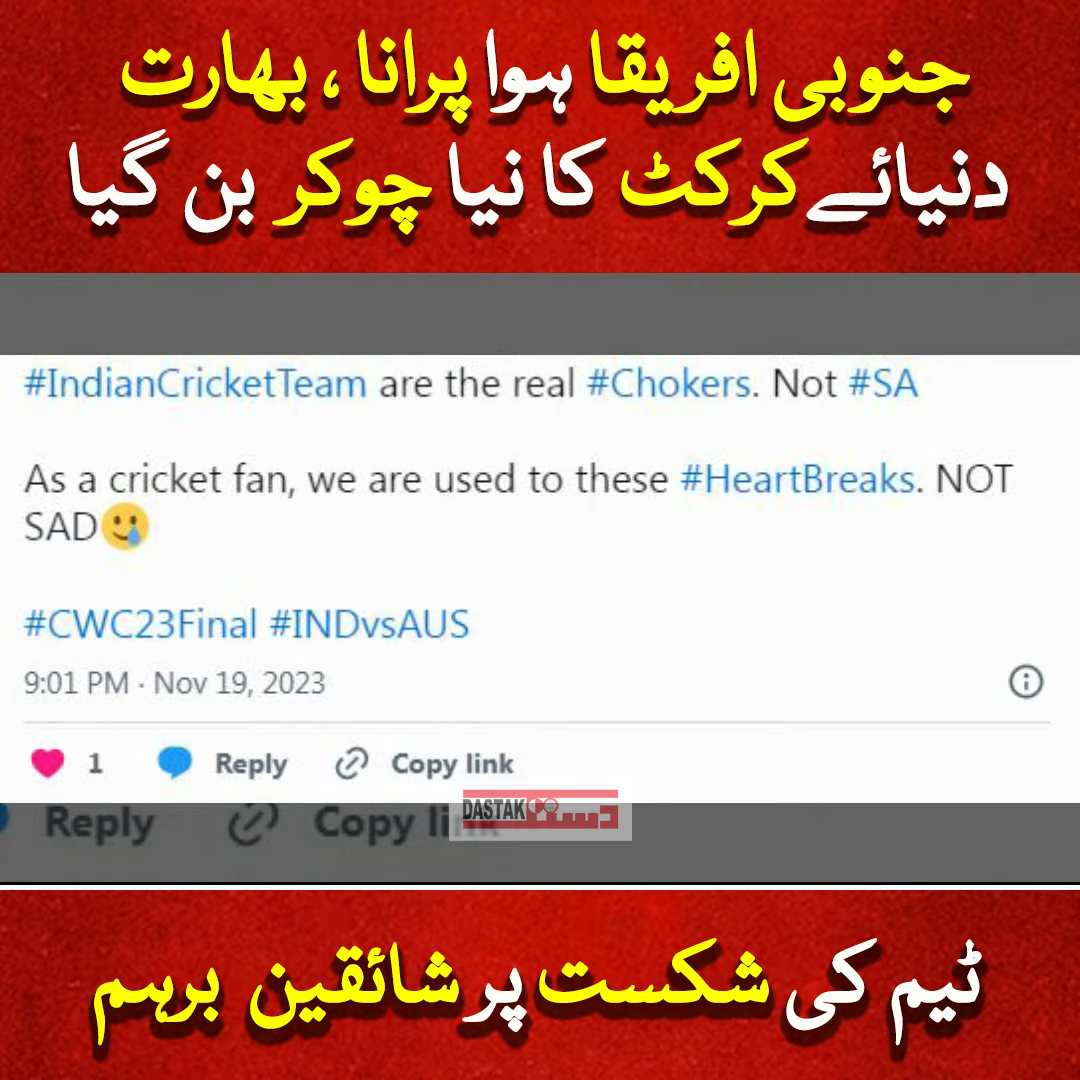 جنوبی افریقا ہوا پرانا ، بھارت
دنیائے کرکٹ کا نیا چوکر بن گیا
#IndianCricketTeam are the real #Chokers. Not #SA
As a cricket fan, we are used to these #HeartBreaks. NOT
SAD🥲
#CWC23Final #INDvsAUS
9:01 PM · Nov 19, 2023
1 Reply Copy link
Reply Copy link
DASTAK دستک
ٹیم کی شکست پر شائقین برہم